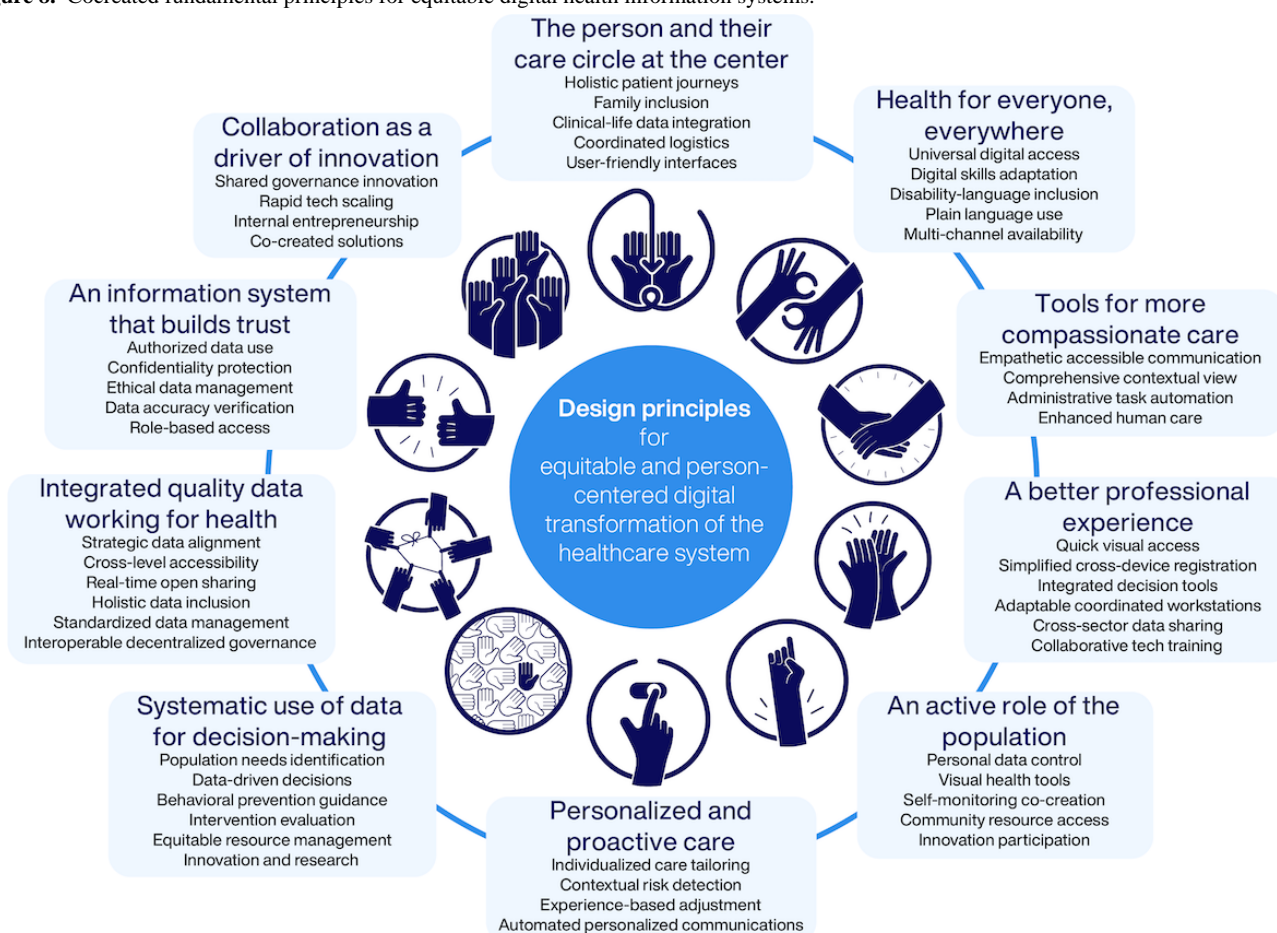 gure 8. Cocreated fundamental principles for equitable digital health information systems.
The person and their
care circle at the center
Holistic patient journeys
Family inclusion
Clinical-life data integration
Coordinated logistics
User-friendly interfaces
Health for everyone,
everywhere
Universal digital access
Digital skills adaptation
Disability-language inclusion
Plain language use
Multi-channel availability
Tools for more
compassionate care
Empathetic accessible communication
Comprehensive contextual view
Administrative task automation
Enhanced human care
A better professional
experience
Quick visual access
Simplified cross-device registration
Integrated decision tools
Adaptable coordinated workstations
Cross-sector data sharing
Collaborative tech training
An active role of the
population
Personal data control
Visual health tools
Self-monitoring co-creation
Community resource access
Innovation participation
Personalized and
proactive care
Individualized care tailoring
Contextual risk detection
Experience-based adjustment
Automated personalized communications
Systematic use of data
for decision-making
Population needs identification
Data-driven decisions
Behavioral prevention guidance
Intervention evaluation
Equitable resource management
Innovation and research
Integrated quality data
working for health
Strategic data alignment
Cross-level accessibility
Real-time open sharing
Holistic data inclusion
Standardized data management
Interoperable decentralized governance
An information system
that builds trust
Authorized data use
Confidentiality protection
Ethical data management
Data accuracy verification
Role-based access
Collaboration as a
driver of innovation
Shared governance innovation
Rapid tech scaling
Internal entrepreneurship
Co-created solutions
Design principles
for
equitable and person-
centered digital
transformation of the
healthcare system